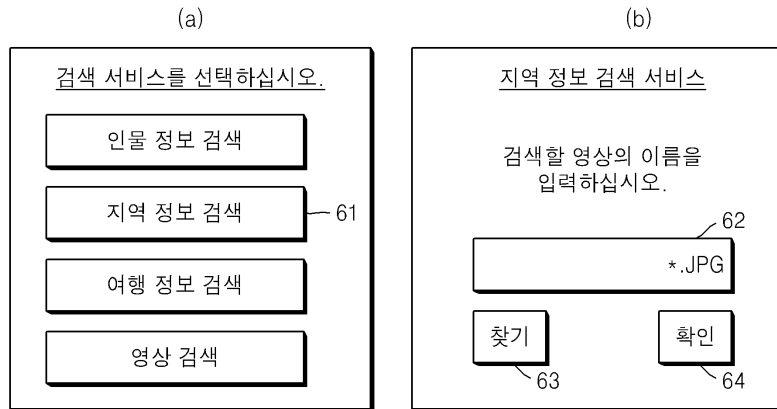 (a)
검색 서비스를 선택하십시오.
인물 정보 검색
지역 정보 검색
61
여행 정보 검색
영상 검색
(b)
지역 정보 검색 서비스
검색할 영상의 이름을
입력하십시오.
62
*.JPG
찾기
확인
63
64